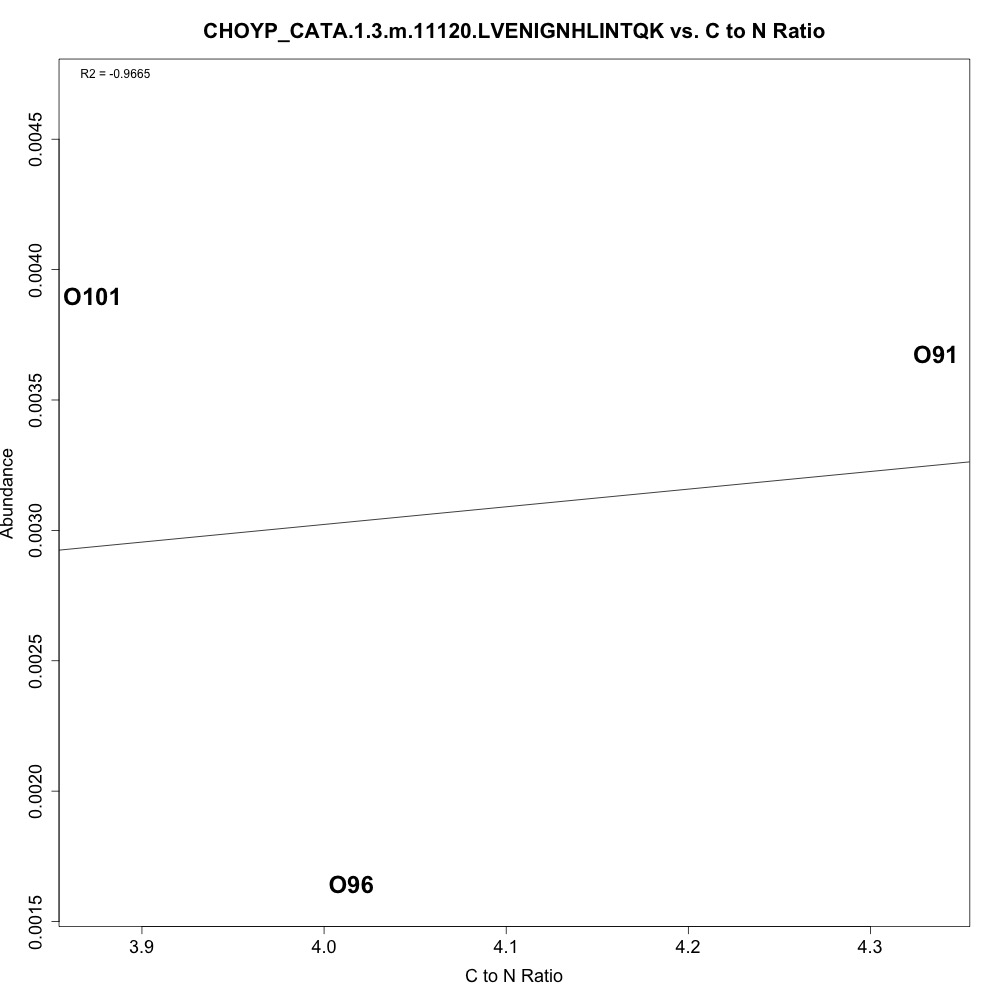 CHOYP_CATA.1.3.m.11120.LVENIGNHLINTQK vs. C to N Ratio
R2 = -0.9665
0.0045
0.0040
O101
O91
0.0035
Abundance
0.0030
0.0025
0.0020
O96
0.0015
3.9 4.0 4.1 4.2 4.3
C to N Ratio